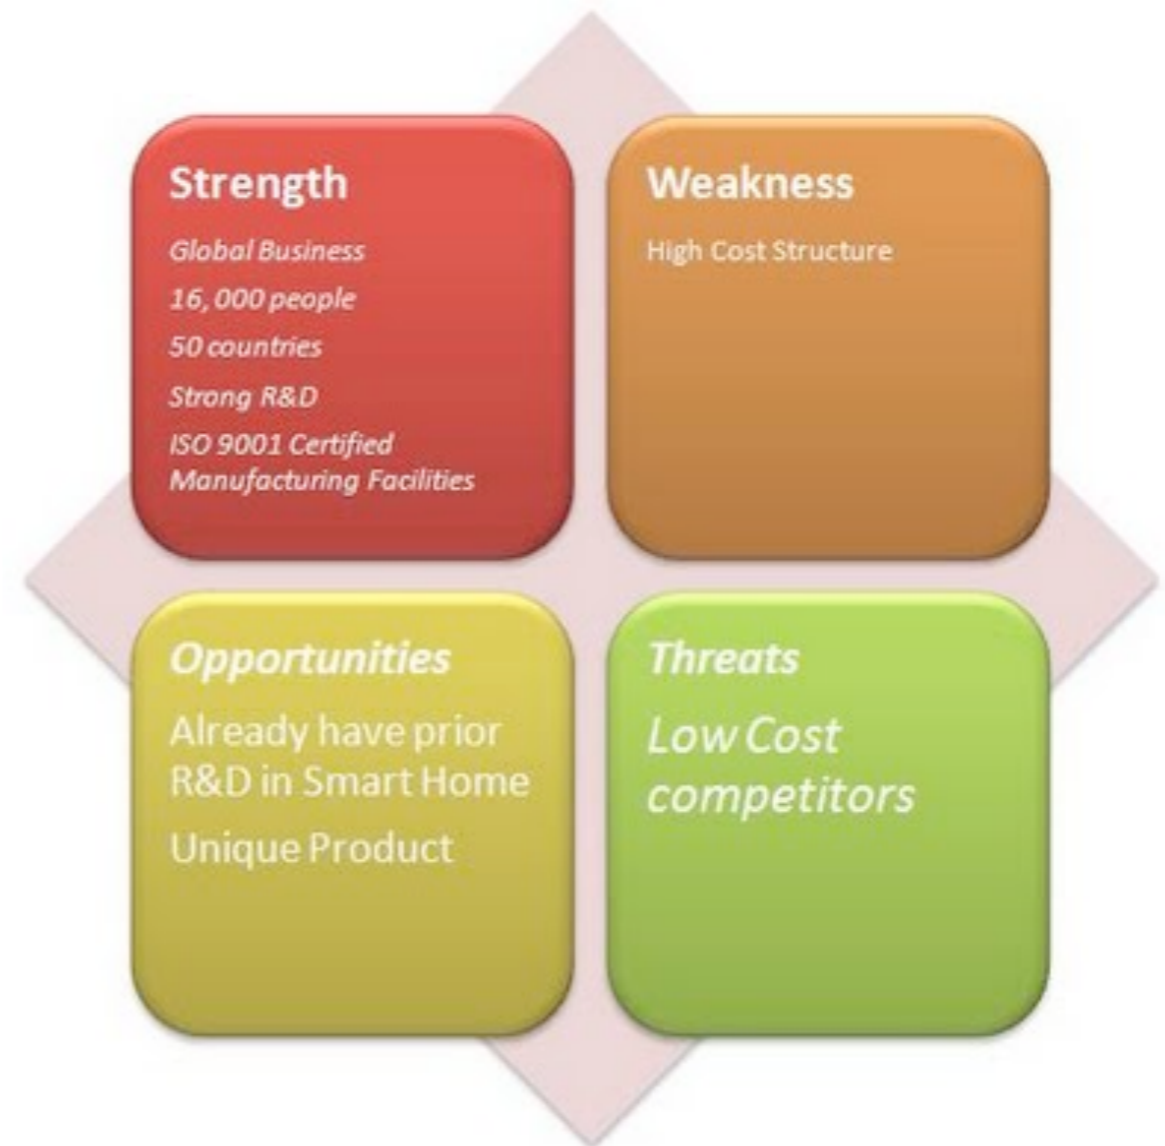 Strength
Global Business
16, 000 people
50 countries
Strong R&D
ISO 9001 Certified
Manufacturing Facilities
Weakness
High Cost Structure
Opportunities
Already have prior
R&D in Smart Home
Unique Product
Threats
Low Cost
competitors